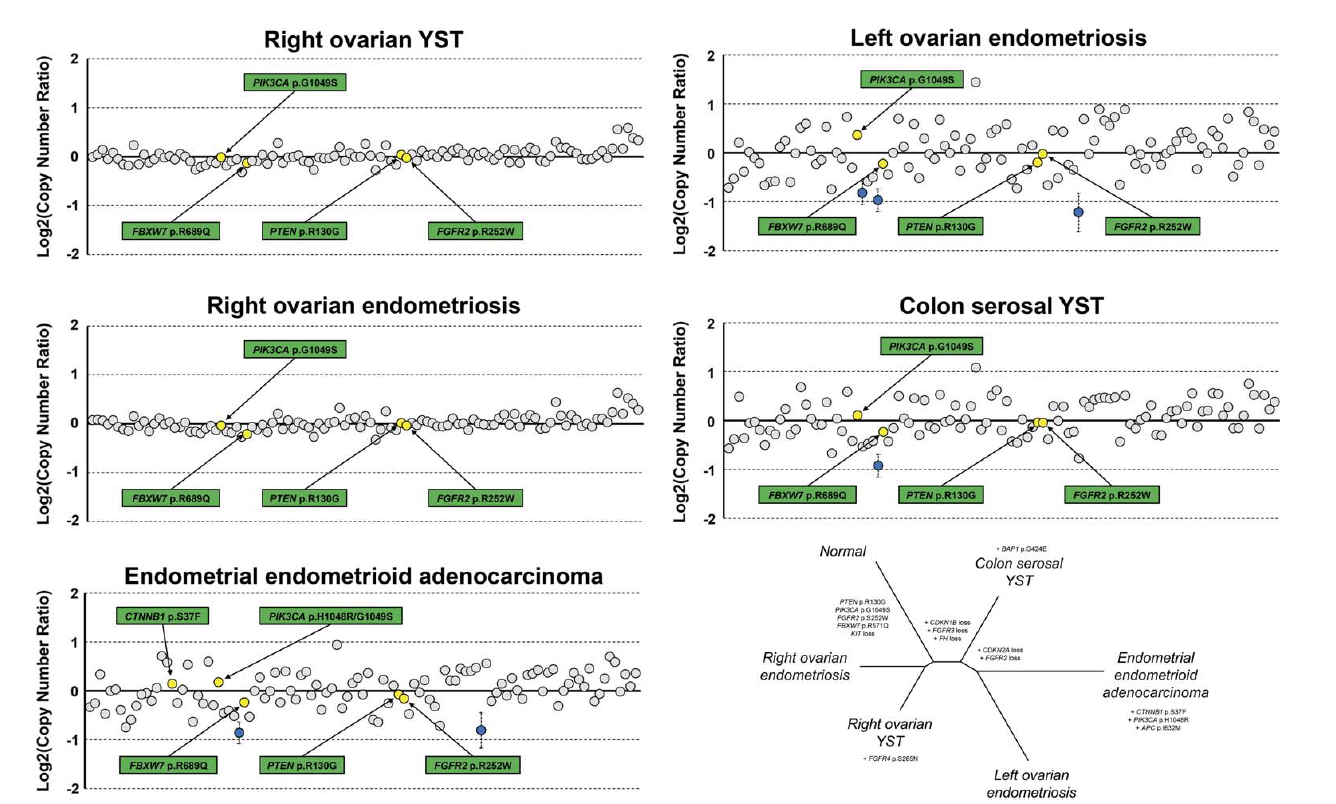 Right ovarian YST
Log2(Copy Number Ratio)
2
1
0
-1
-2
PIK3CA p.G1049S
FBXW7 p.R689Q
PTEN p.R130G
FGFR2 p.R252W
Left ovarian endometriosis
Log2(Copy Number Ratio)
2
1
0
-1
-2
PIK3CA p.G1049S
FBXW7 p.R689Q
PTEN p.R130G
FGFR2 p.R252W
Right ovarian endometriosis
Log2(Copy Number Ratio)
2
1
0
-1
-2
PIK3CA p.G1049S
FBXW7 p.R689Q
PTEN p.R130G
FGFR2 p.R252W
Colon serosal YST
Log2(Copy Number Ratio)
2
1
0
-1
-2
PIK3CA p.G1049S
FBXW7 p.R689Q
PTEN p.R130G
FGFR2 p.R252W
Endometrial endometrioid adenocarcinoma
Log2(Copy Number Ratio)
2
1
0
-1
-2
CTNNB1 p.S37F
PIK3CA p.H1048R/G1049S
FBXW7 p.R689Q
PTEN p.R130G
FGFR2 p.R252W
Normal
+ BAP1 p.G424E
Colon serosal
YST
PTEN p.R130G
PIK3CA p.G1049S
FGFR2 p.S252W
FBXW7 p.R571Q
KIT loss
+ CDKN1B loss
+ FGFR3 loss
+ FH loss
+ CDKN2A loss
+ FGFR2 loss
Right ovarian
endometriosis
Endometrial
endometrioid
adenocarcinoma
+ CTNNB1 p.S37F
+ PIK3CA p.H1048R
+ APC p.I632M
Right ovarian
YST
+ FGFR4 p.S265N
Left ovarian
endometriosis